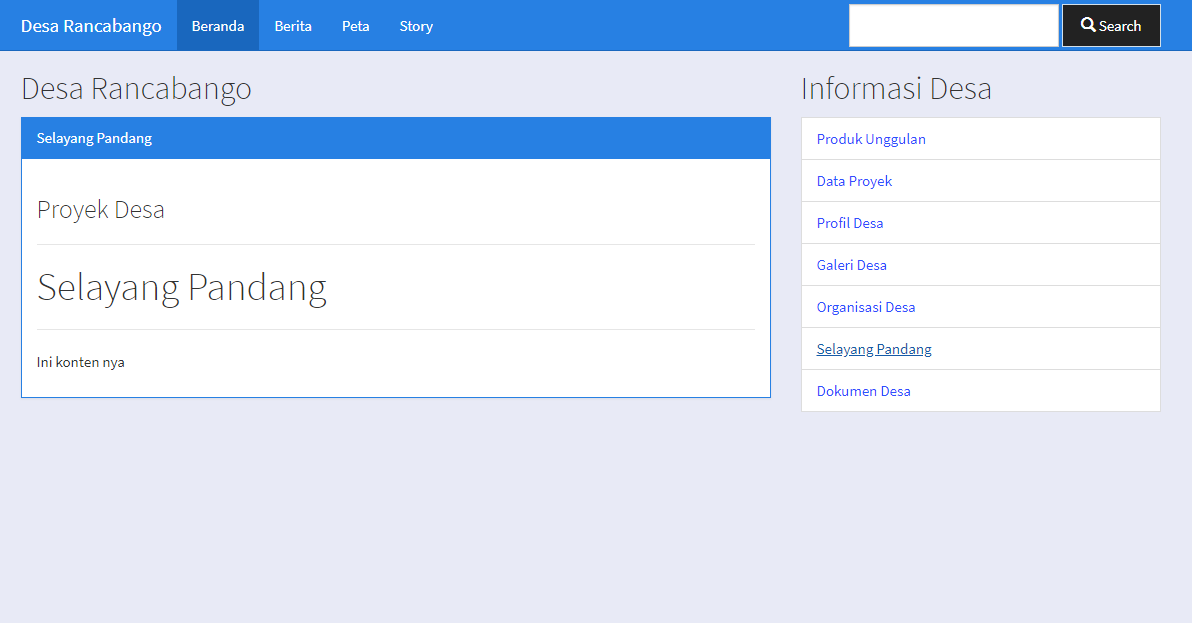 Desa Rancabango Beranda Berita Peta Story Search
Desa Rancabango
Selayang Pandang
Proyek Desa
Selayang Pandang
Ini konten nya
Informasi Desa
Produk Unggulan
Data Proyek
Profil Desa
Galeri Desa
Organisasi Desa
Selayang Pandang
Dokumen Desa